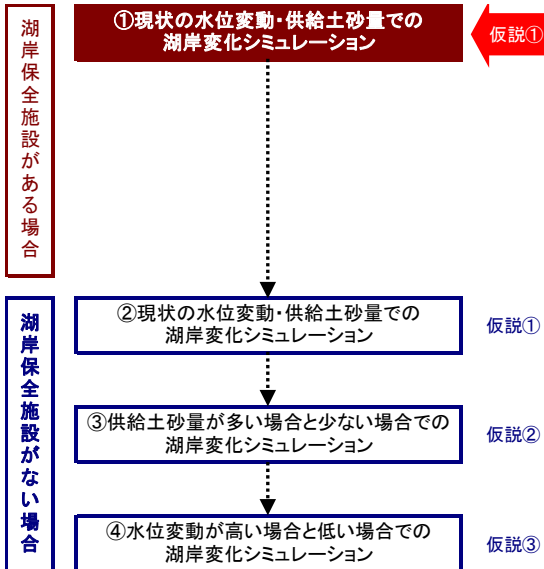 湖岸保全施設がある場合
①現状の水位変動・供給土砂量での
湖岸変化シミュレーション
仮説①
湖岸保全施設がない場合
②現状の水位変動・供給土砂量での
湖岸変化シミュレーション
仮説①
③供給土砂量が多い場合と少ない場合での
湖岸変化シミュレーション
仮説②
④水位変動が高い場合と低い場合での
湖岸変化シミュレーション
仮説③